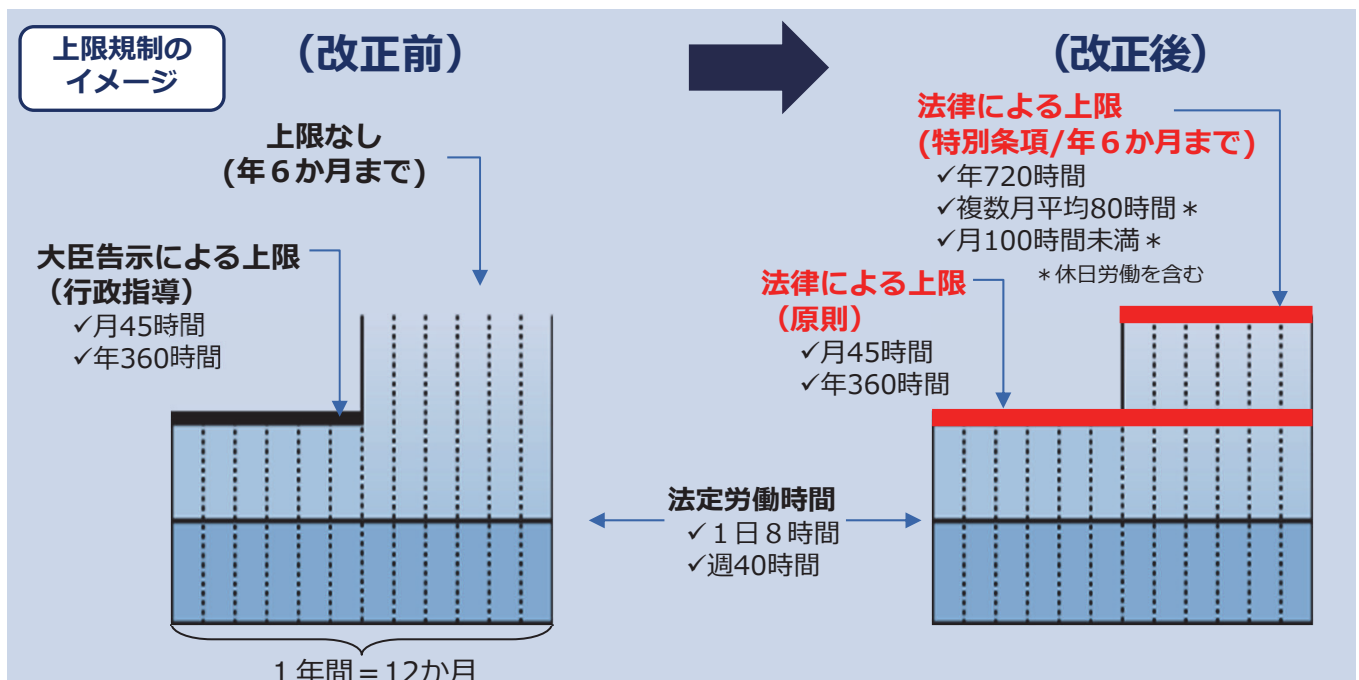 上限規制の
イメージ
（改正前）
（改正後）
上限なし
(年６か月まで)
大臣告示による上限
（行政指導）
✓月45時間
✓年360時間
法律による上限
(特別条項/年６か月まで)
✓年720時間
✓複数月平均80時間＊
✓月100時間未満＊
＊休日労働を含む
法律による上限
（原則）
✓月45時間
✓年360時間
法定労働時間
✓１日８時間
✓週40時間
１年間＝12か月